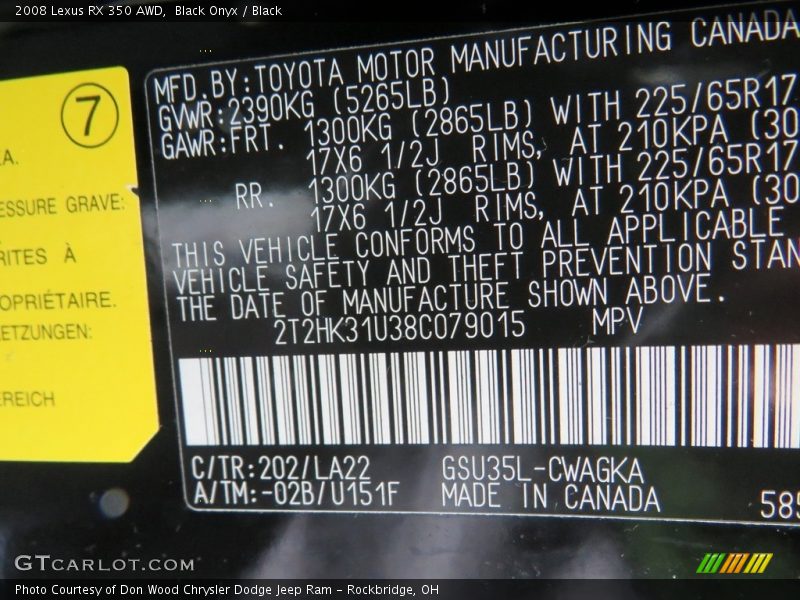 2008 Lexus RX 350 AWD,  Black Onyx / Black
7
.A.
ESSURE GRAVE:
RITES À
OPRIÉTAIRE.
ETZUNGEN:
EREICH
MFD.BY:TOYOTA MOTOR MANUFACTURING CANADA
GVWR:2390KG (5265LB)
GAWR:FRT. 1300KG (2865LB) WITH 225/65R17
17X6 1/2J RIMS, AT 210KPA (30
RR. 1300KG (2865LB) WITH 225/65R17
17X6 1/2J RIMS, AT 210KPA (30
THIS VEHICLE CONFORMS TO ALL APPLICABLE
VEHICLE SAFETY AND THEFT PREVENTION STAN
THE DATE OF MANUFACTURE SHOWN ABOVE.
2T2HK31U38C079015 MPV
C/TR:202/LA22 GSU35L-CWAGKA
A/TM:-02B/U151F MADE IN CANADA
585
GTCARLOT.COM
Photo Courtesy of Don Wood Chrysler Dodge Jeep Ram – Rockbridge, OH